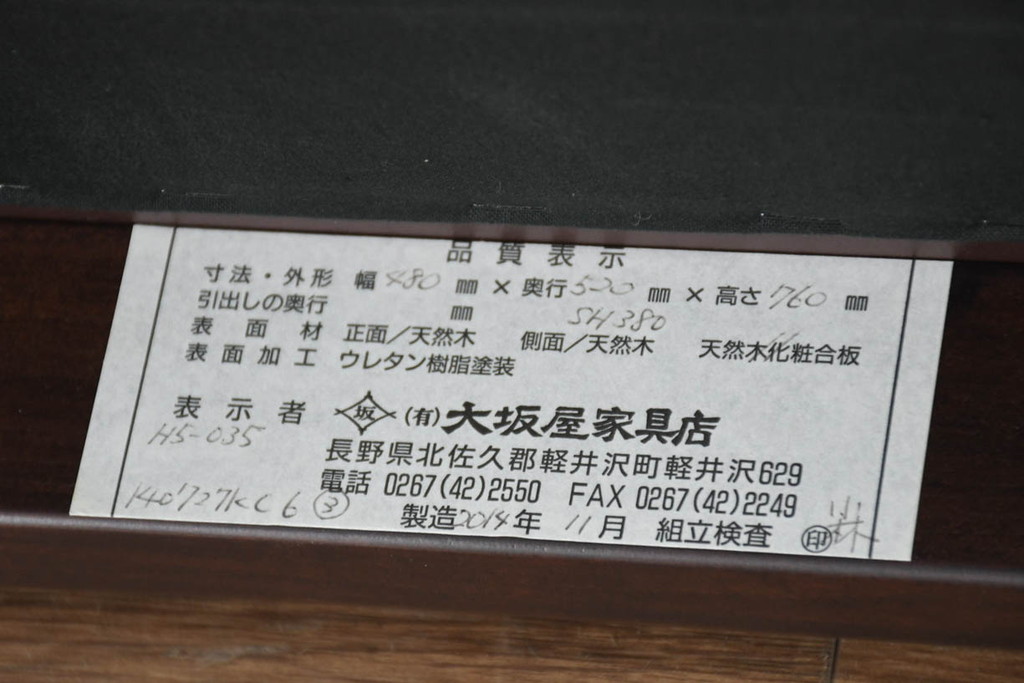 品質表示
寸法・外形 幅 480 ㎜ × 奥行 520 ㎜ × 高さ 760 ㎜
引出しの奥行 ㎜ SH380
表面材 正面/天然木 側面/天然木 天然木化粧合板
表面加工 ウレタン樹脂塗装
表示者 坂 (有)大坂屋家具店
H5-035
長野県北佐久郡軽井沢町軽井沢629
電話 0267(42)2550 FAX 0267(42)2249
140727KC6 ③
製造2014年 11月 組立検査 ㊞